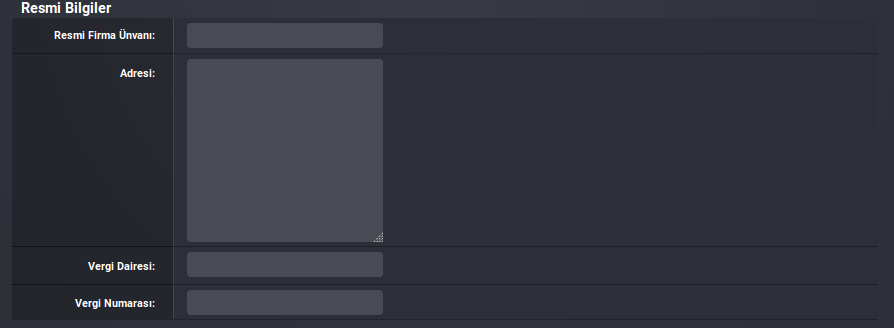 Resmi Bilgiler
Resmi Firma Ünvanı:
Adresi:
Vergi Dairesi:
Vergi Numarası: